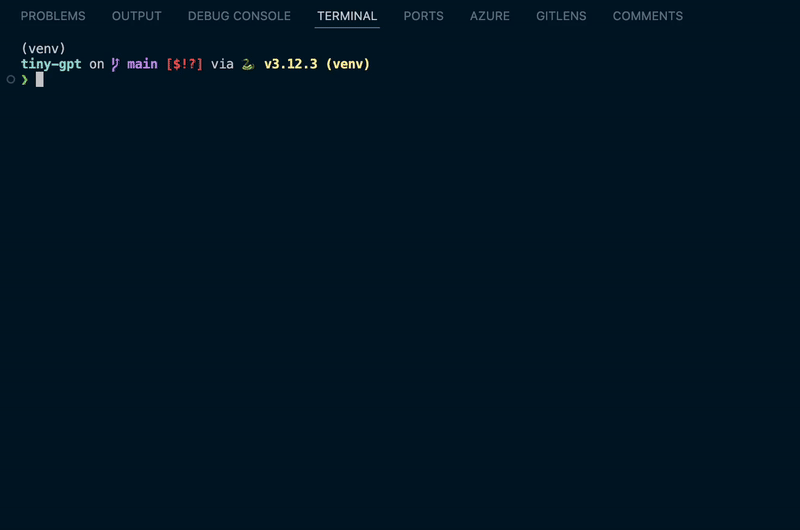 PROBLEMS OUTPUT DEBUG CONSOLE TERMINAL PORTS AZURE GITLENS COMMENTS
(venv)
tiny-gpt on main [$!?] via 🐍 v3.12.3 (venv)
❯